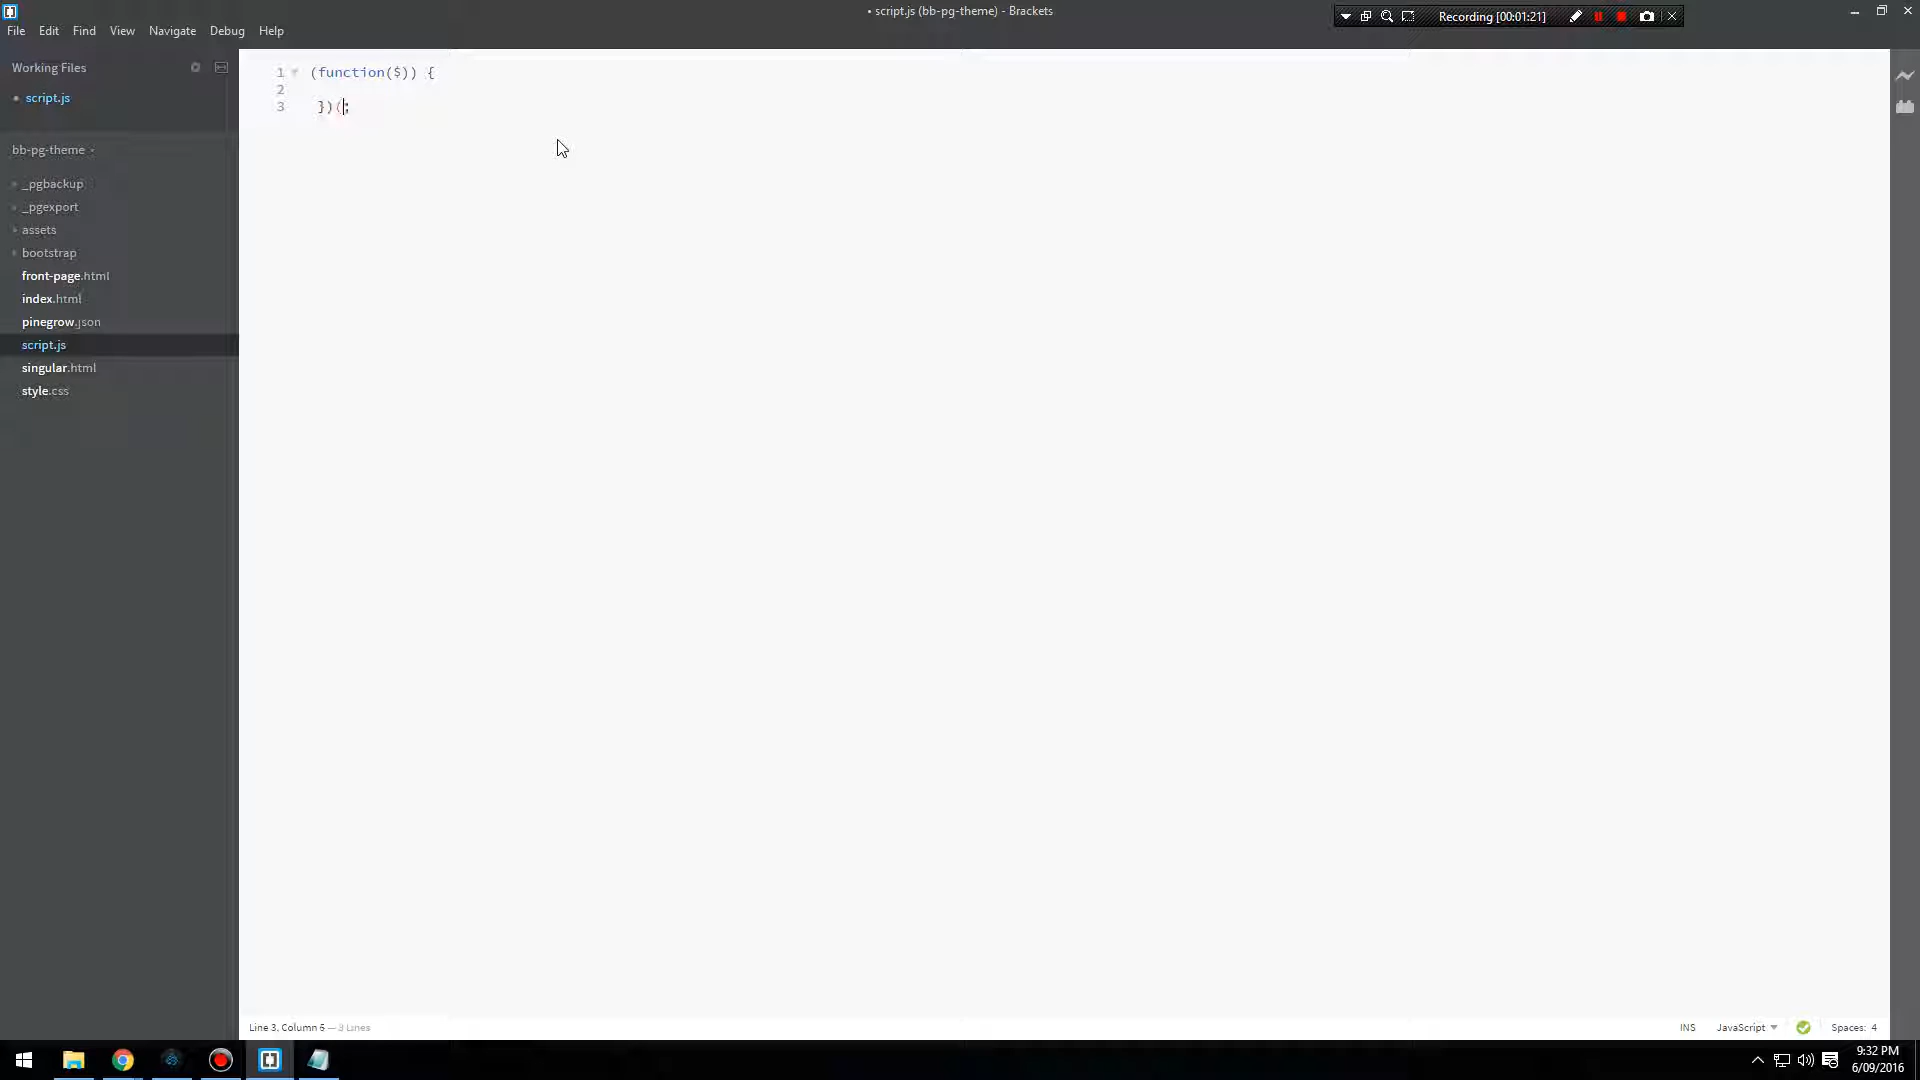 • script.js (bb-pg-theme) - Brackets
Recording [00:01:21]
File Edit Find View Navigate Debug Help
Working Files
• script.js
bb-pg-theme
_pgbackup
_pgexport
assets
bootstrap
front-page.html
index.html
pinegrow.json
script.js
singular.html
style.css
1 (function($)) {
2
3 })(;
Line 3, Column 6 — 3 Lines
INS JavaScript Spaces: 4
9:32 PM
6/09/2016